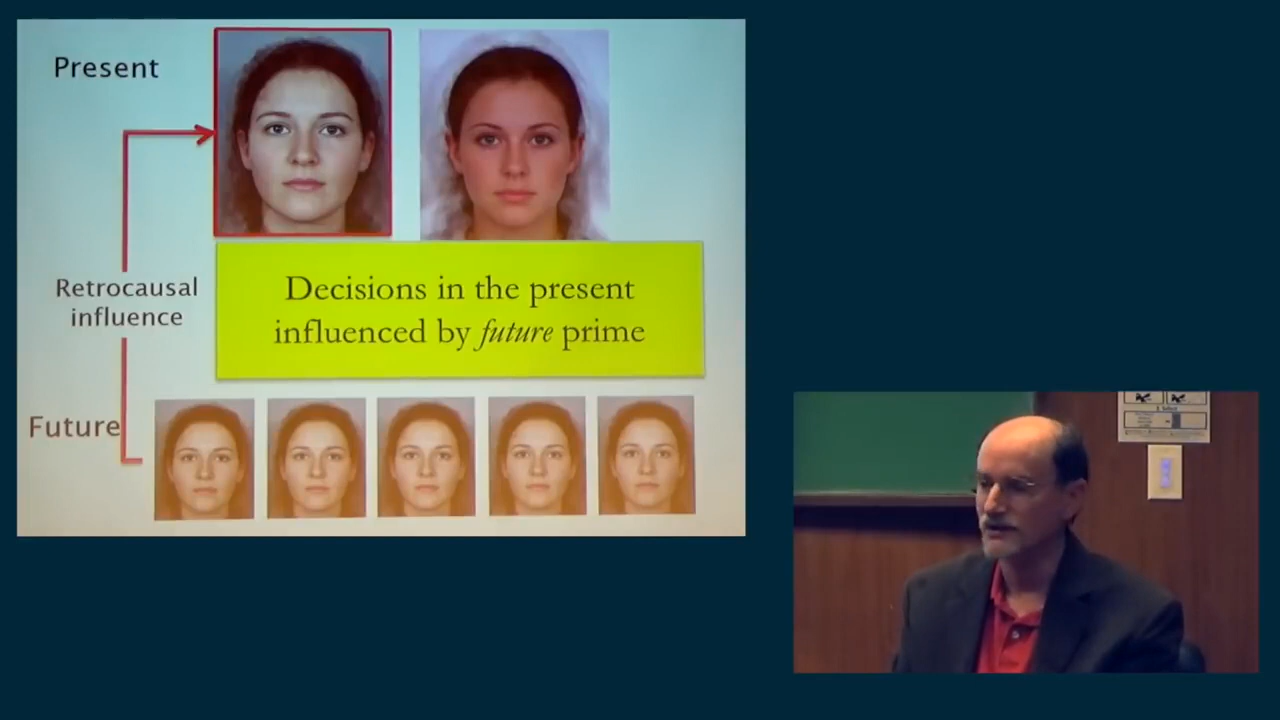 Present
Retrocausal
influence
Decisions in the present
influenced by future prime
Future